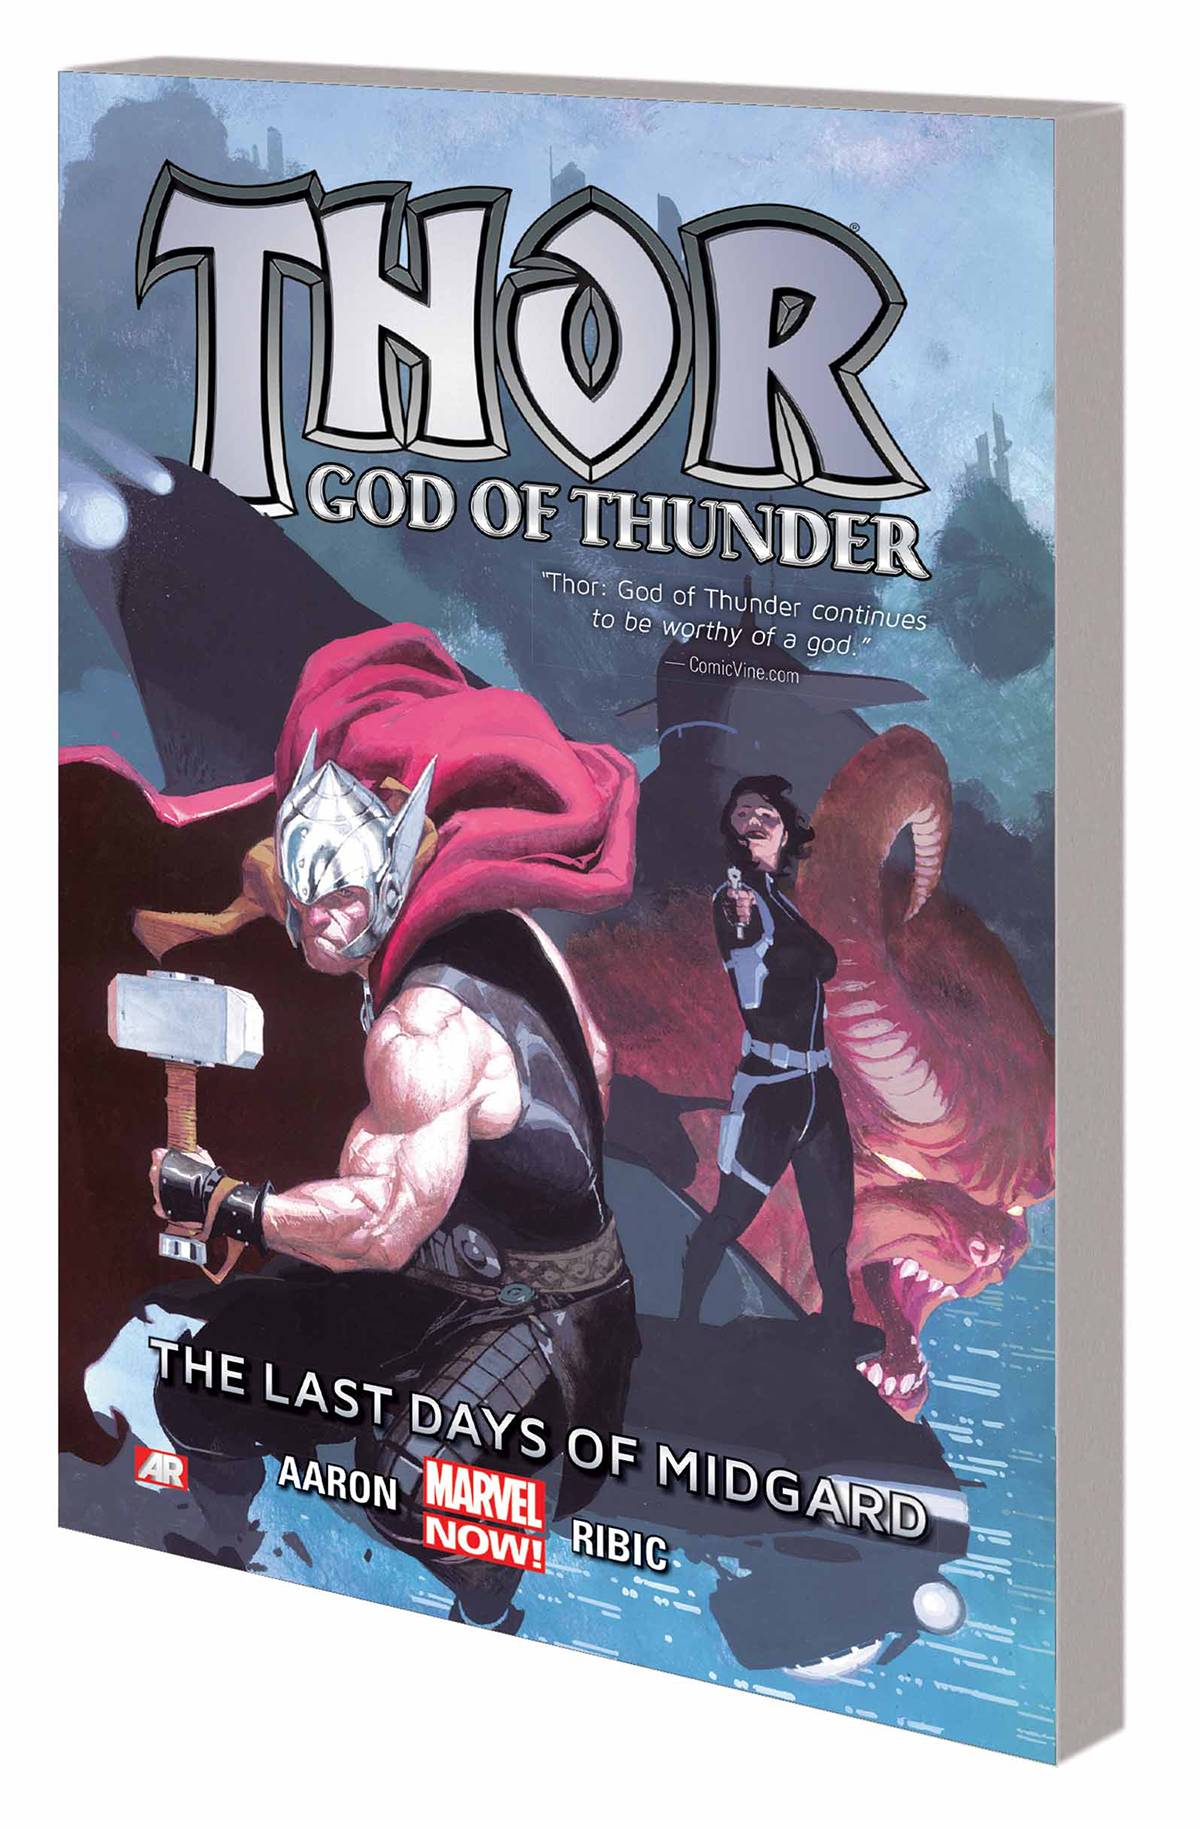 THOR®
GOD OF THUNDER
"Thor: God of Thunder continues
to be worthy of a god."
— ComicVine.com
THE LAST DAYS OF MIDGARD
AR
AARON
MARVEL
NOW!
RIBIC